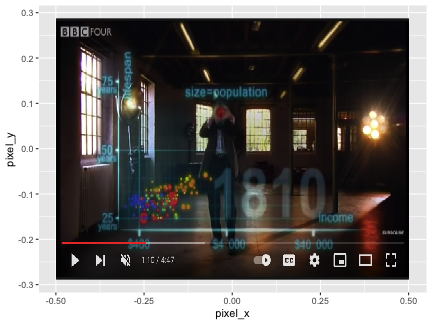 0.3
0.2
0.1
0.0
-0.1
-0.2
-0.3
pixel_y
BBC FOUR
lifespan
size=population
75
years
50
years
25
years
1810
income
$400
$4 000
$40 000
SUBSCRIBE
1:10 / 4:47
CC
-0.50
-0.25
0.00
0.25
0.50
pixel_x